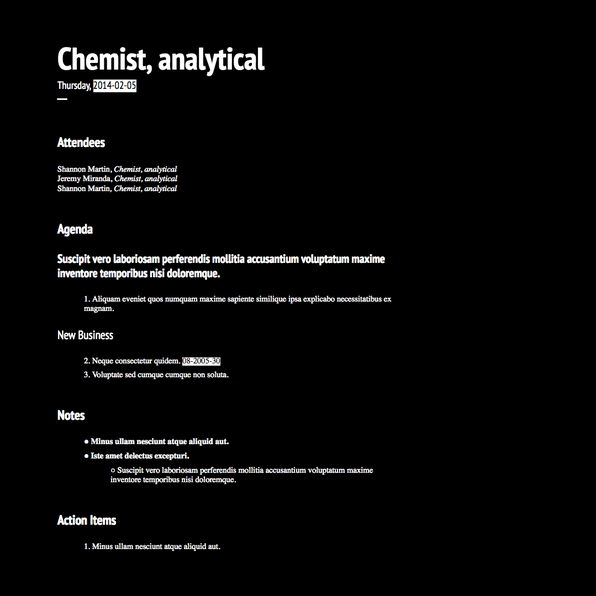 Chemist, analytical
Thursday, 2014-02-05
Attendees
Shannon Martin, Chemist, analytical
Jeremy Miranda, Chemist, analytical
Shannon Martin, Chemist, analytical
Agenda
Suscipit vero laboriosam perferendis mollitia accusantium voluptatum maxime
inventore temporibus nisi doloremque.
1. Aliquam eveniet quos numquam maxime sapiente similique ipsa explicabo necessitatibus ex
magnam.
New Business
2. Neque consectetur quidem. 08-2005-30
3. Voluptate sed cumque cumque non soluta.
Notes
● Minus ullam nesciunt atque aliquid aut.
● Iste amet delectus excepturi.
○ Suscipit vero laboriosam perferendis mollitia accusantium voluptatum maxime
inventore temporibus nisi doloremque.
Action Items
1. Minus ullam nesciunt atque aliquid aut.